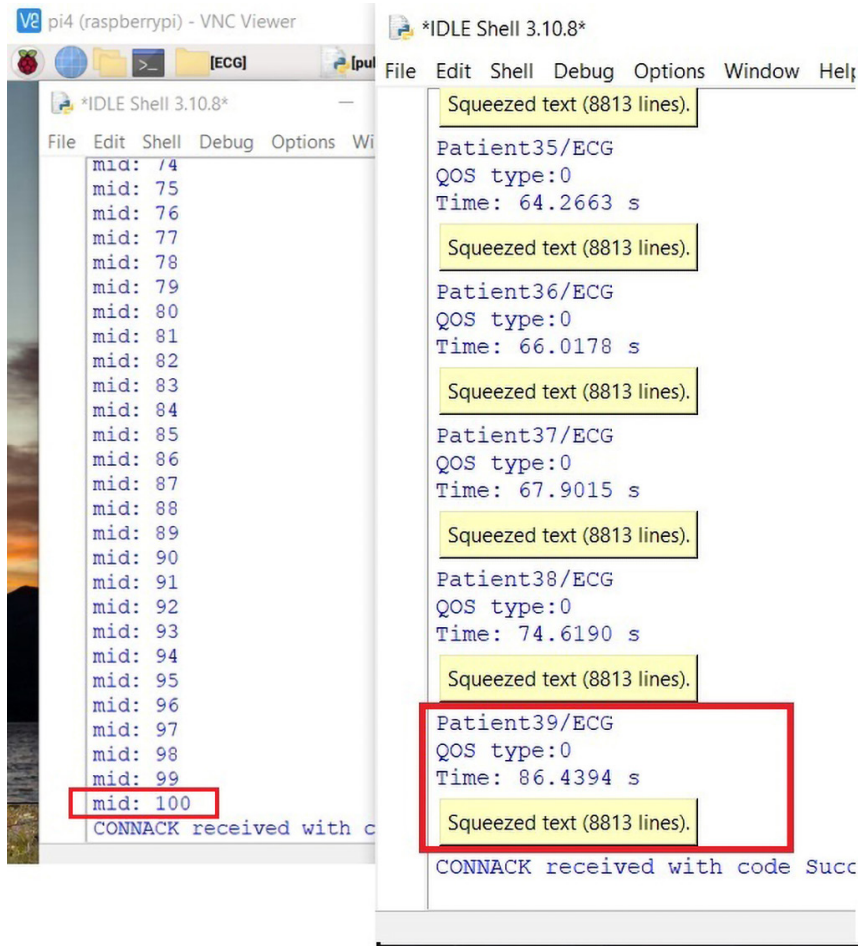 pi4 (raspberrypi) - VNC Viewer
[ECG]
[pul
*IDLE Shell 3.10.8*
File Edit Shell Debug Options Wi
mid: 74
mid: 75
mid: 76
mid: 77
mid: 78
mid: 79
mid: 80
mid: 81
mid: 82
mid: 83
mid: 84
mid: 85
mid: 86
mid: 87
mid: 88
mid: 89
mid: 90
mid: 91
mid: 92
mid: 93
mid: 94
mid: 95
mid: 96
mid: 97
mid: 98
mid: 99
mid: 100
CONNACK received with c
*IDLE Shell 3.10.8*
File Edit Shell Debug Options Window Help
Squeezed text (8813 lines).
Patient35/ECG
QOS type:0
Time: 64.2663 s
Squeezed text (8813 lines).
Patient36/ECG
QOS type:0
Time: 66.0178 s
Squeezed text (8813 lines).
Patient37/ECG
QOS type:0
Time: 67.9015 s
Squeezed text (8813 lines).
Patient38/ECG
QOS type:0
Time: 74.6190 s
Squeezed text (8813 lines).
Patient39/ECG
QOS type:0
Time: 86.4394 s
Squeezed text (8813 lines).
CONNACK received with code Succ